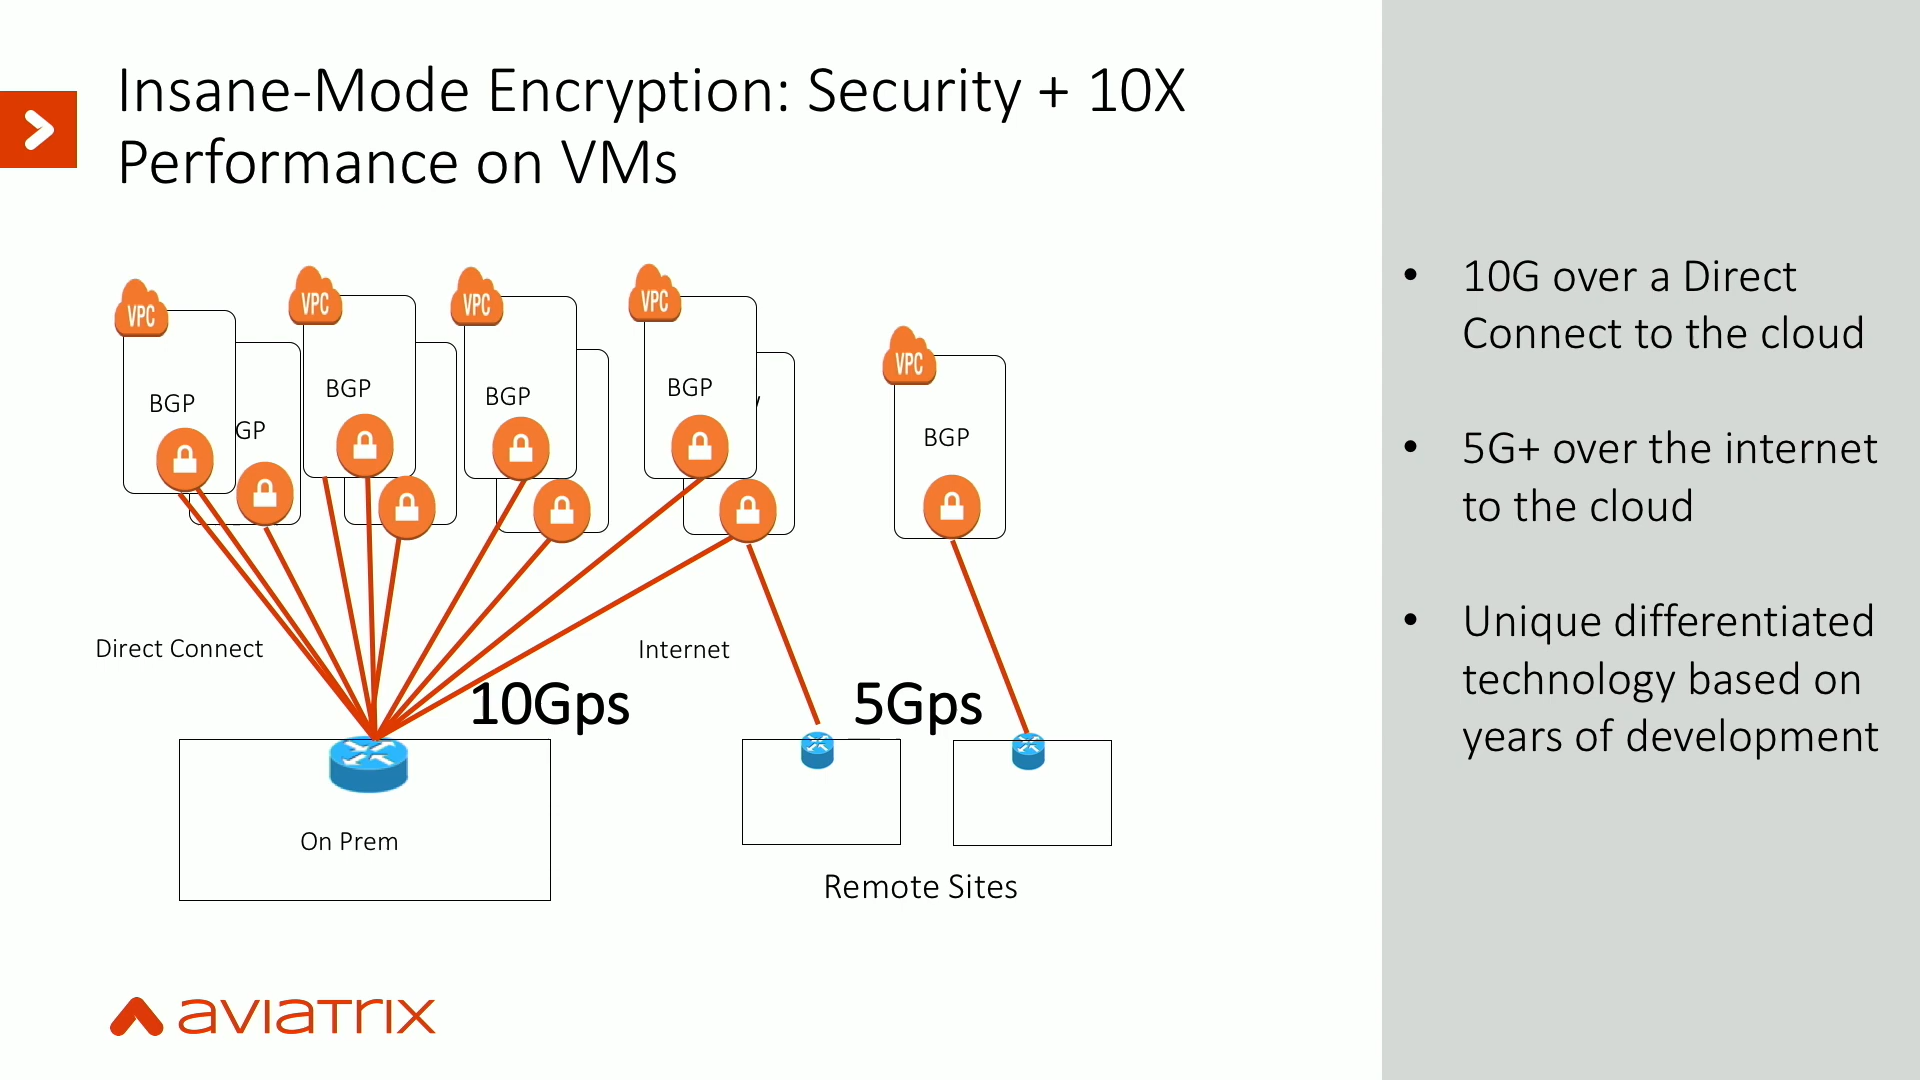 Insane-Mode Encryption: Security + 10X
Performance on VMs
VPC
VPC
VPC
VPC
VPC
BGP
GP
BGP
BGP
BGP
BGP
Direct Connect
Internet
10Gps
5Gps
On Prem
Remote Sites
aviatrix
• 10G over a Direct
Connect to the cloud
• 5G+ over the internet
to the cloud
• Unique differentiated
technology based on
years of development